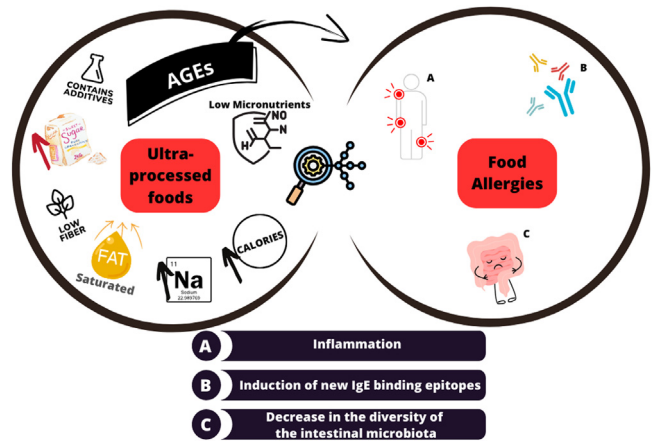 AGEs
CONTAINS
ADDITIVES
Low Micronutrients
NO
N
H
Sugar
Ultra-
processed
foods
LOW
FIBER
FAT
Saturated
11
Na
Sodium
22.989769
CALORIES
A
B
Food
Allergies
C
A Inflammation
B Induction of new IgE binding epitopes
C Decrease in the diversity of
the intestinal microbiota